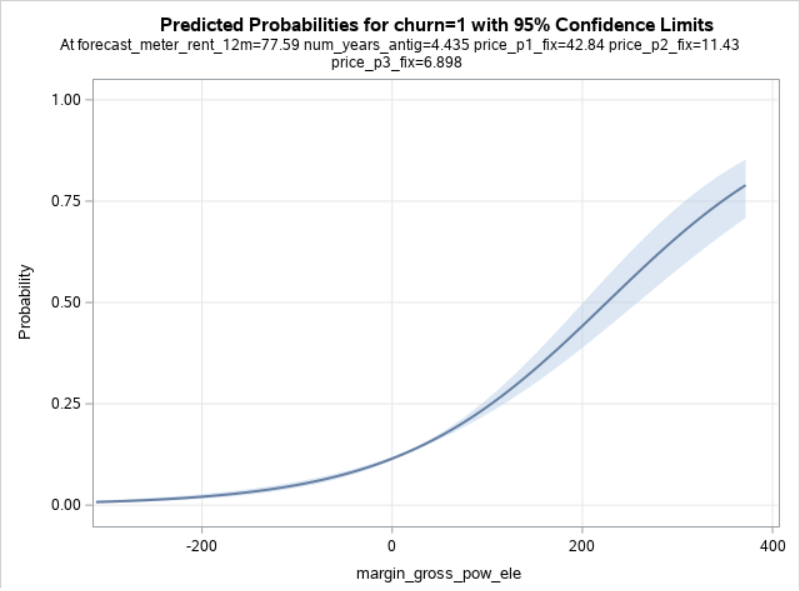 Predicted Probabilities for churn=1 with 95% Confidence Limits
At forecast_meter_rent_12m=77.59 num_years_antig=4.435 price_p1_fix=42.84 price_p2_fix=11.43
price_p3_fix=6.898
1.00
0.75
0.50
0.25
0.00
Probability
-200
0
200
400
margin_gross_pow_ele